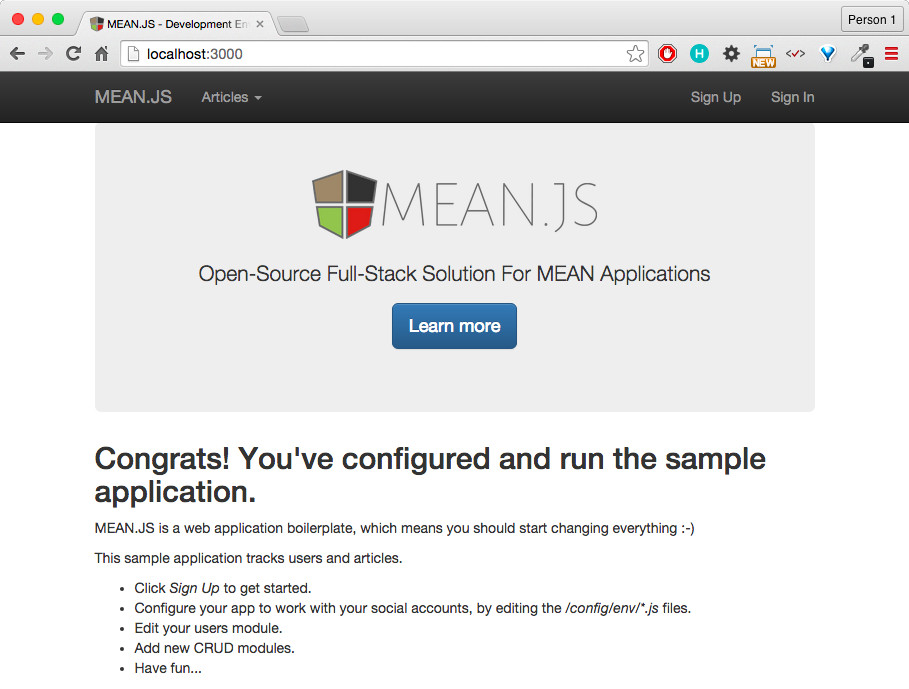 MEAN.JS - Development En
Person 1
localhost:3000
H
NEW
MEAN.JS
Articles
Sign Up
Sign In
MEAN.JS
Open-Source Full-Stack Solution For MEAN Applications
Learn more
Congrats! You've configured and run the sample
application.
MEAN.JS is a web application boilerplate, which means you should start changing everything :-)
This sample application tracks users and articles.
• Click Sign Up to get started.
• Configure your app to work with your social accounts, by editing the /config/env/*.js files.
• Edit your users module.
• Add new CRUD modules.
• Have fun...